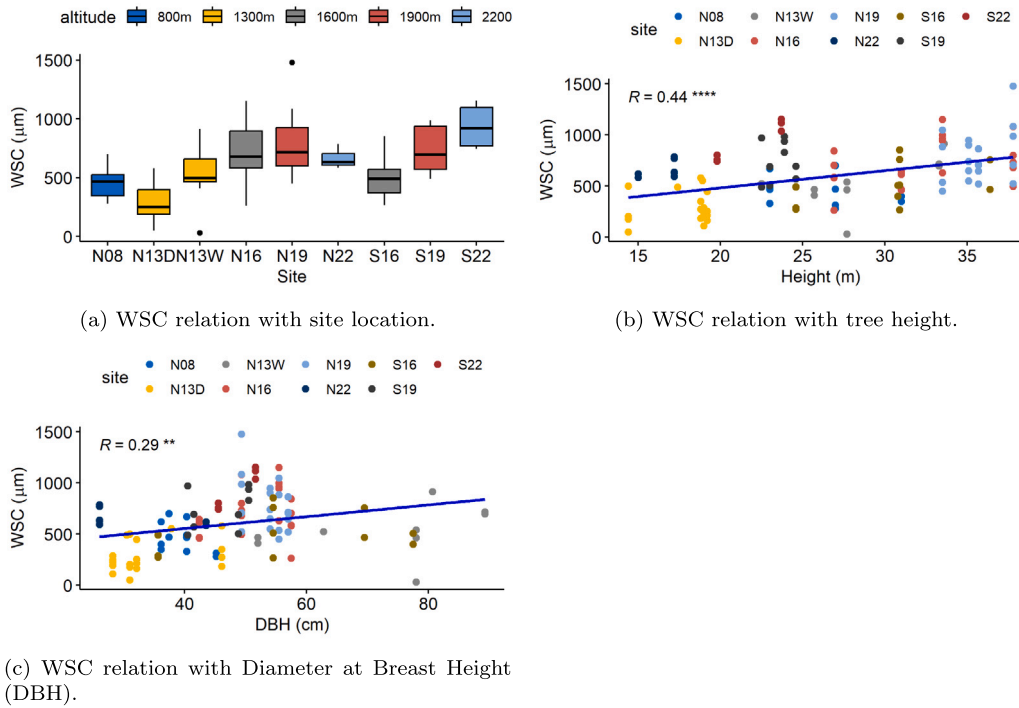 altitude 800m 1300m 1600m 1900m 2200
1500
1000
500
0
WSC (μm)
N08 N13D N13W N16 N19 N22 S16 S19 S22
Site
(a) WSC relation with site location.
site N08 N13W N19 S16 S22
N13D N16 N22 S19
R = 0.44 ****
1500
1000
500
0
WSC (μm)
15 20 25 30 35
Height (m)
(b) WSC relation with tree height.
site N08 N13W N19 S16 S22
N13D N16 N22 S19
R = 0.29 **
1500
1000
500
0
WSC (μm)
40 60 80
DBH (cm)
(c) WSC relation with Diameter at Breast Height
(DBH).